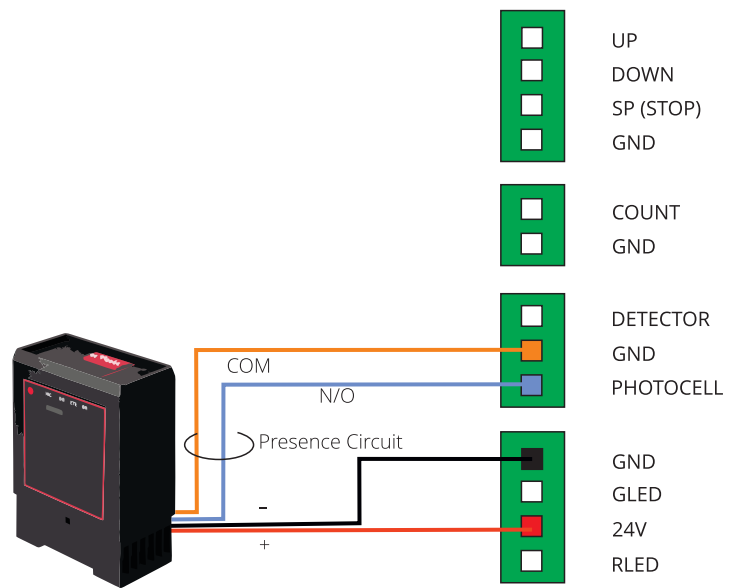 UP
DOWN
SP (STOP)
GND
COUNT
GND
DETECTOR
GND
PHOTOCELL
COM
N/O
Presence Circuit
GND
GLED
24V
RLED
-
+